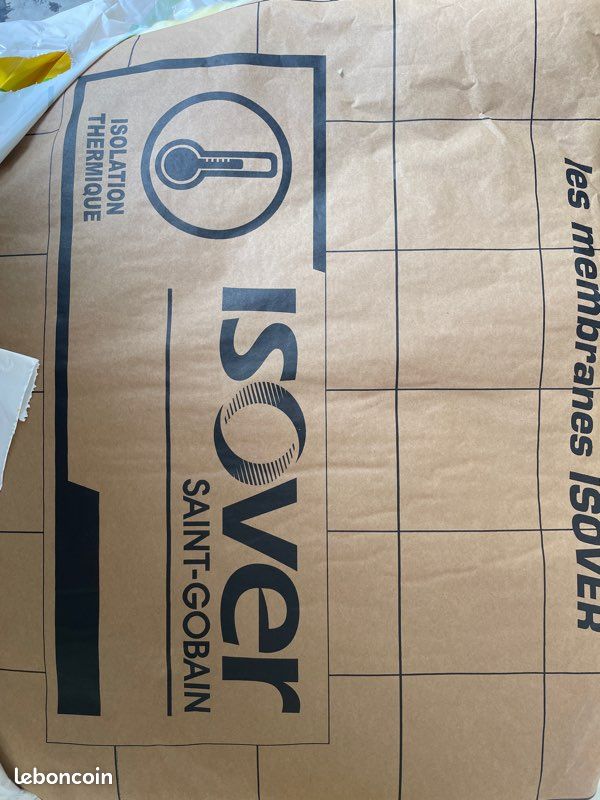 les membranes ISOVER
ISOVER
SAINT-GOBAIN
ISOLATION
THERMIQUE
leboncoin